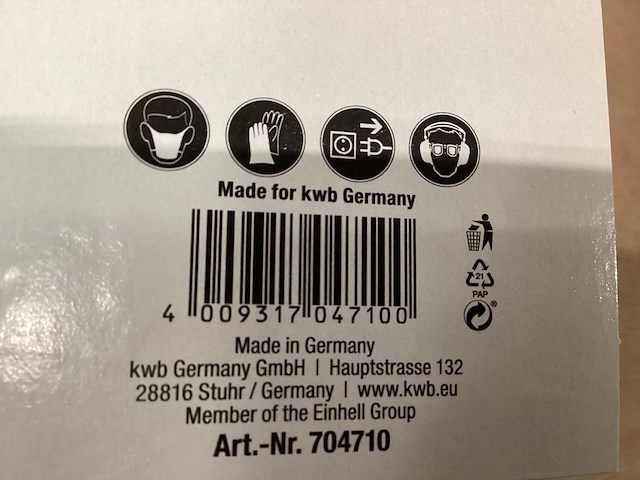 Made for kwb Germany
4 009317 047100
21
PAP
®
Made in Germany
kwb Germany GmbH | Hauptstrasse 132
28816 Stuhr / Germany | www.kwb.eu
Member of the Einhell Group
Art.-Nr. 704710